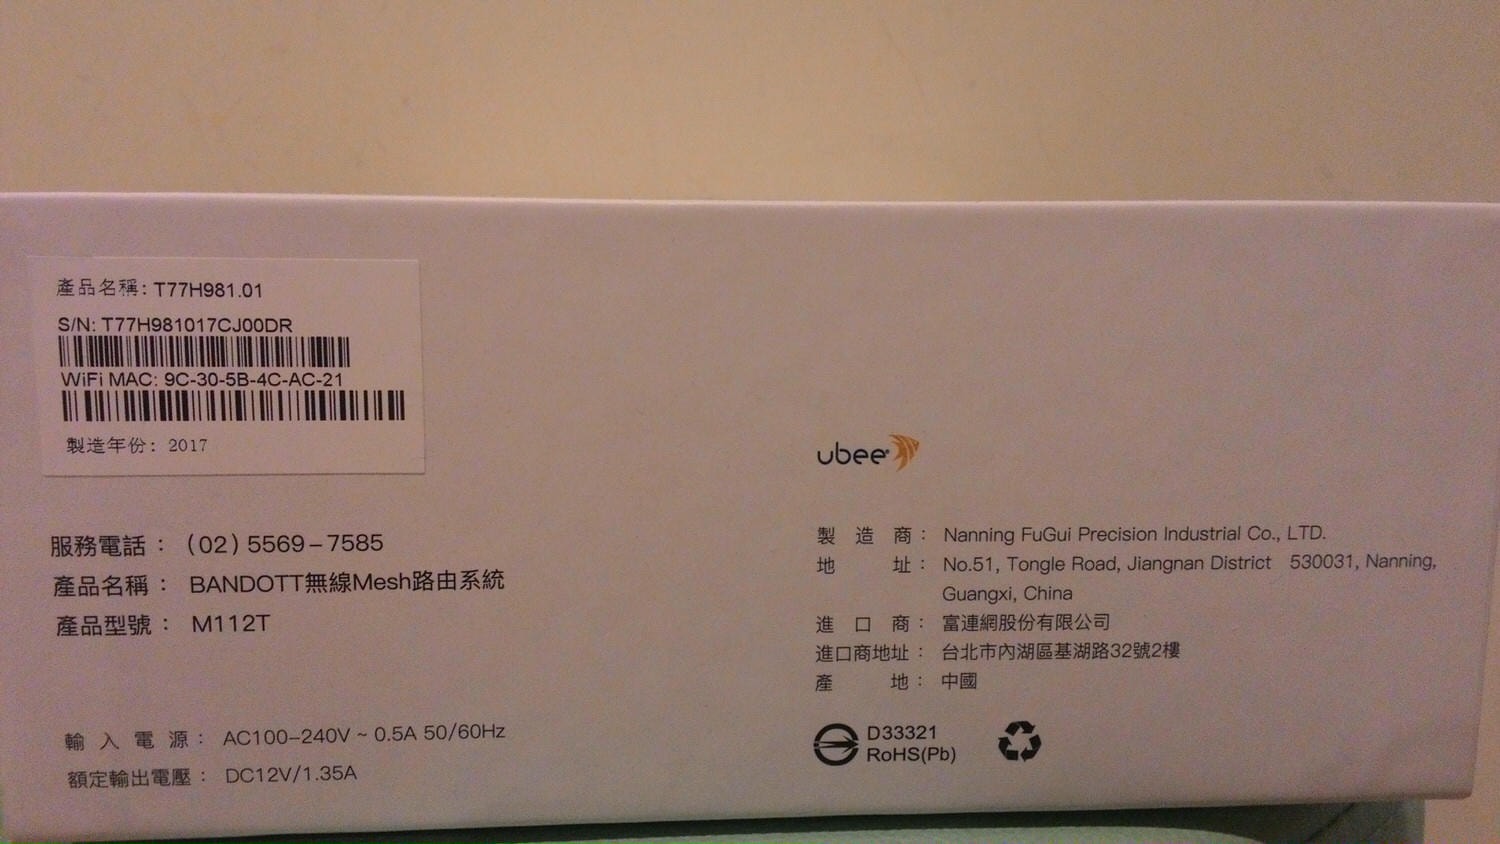 產品名稱: T77H981.01
S/N: T77H981017CJ00DR
WiFi MAC: 9C-30-5B-4C-AC-21
製造年份: 2017
服務電話： (02) 5569－7585
產品名稱： BANDOTT無線Mesh路由系統
產品型號： M112T
輸入電源： AC100–240V ~ 0.5A 50/60Hz
額定輸出電壓： DC12V/1.35A
ubee
製造商： Nanning FuGui Precision Industrial Co., LTD.
地址： No.51, Tongle Road, Jiangnan District 530031, Nanning,
Guangxi, China
進口商： 富連網股份有限公司
進口商地址： 台北市內湖區基湖路32號2樓
產地： 中國
D33321
RoHS(Pb)